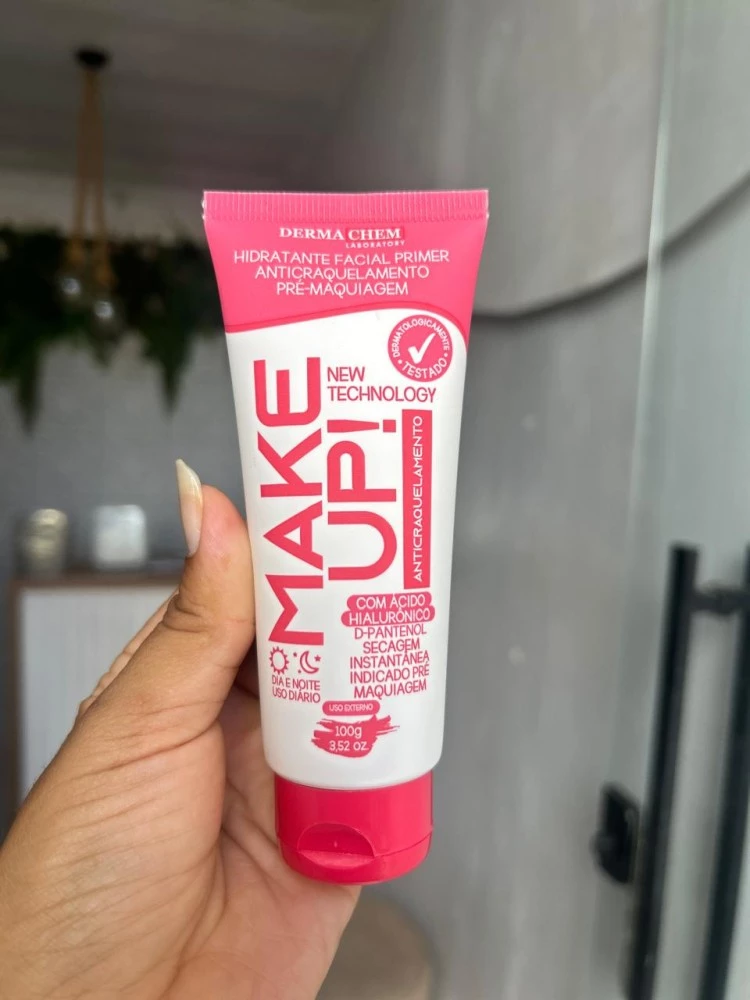 DERMA CHEM
LABORATORY
HIDRATANTE FACIAL PRIMER
ANTICRAQUELAMENTO
PRÉ-MAQUIAGEM
DERMATOLOGICAMENTE
TESTADO
NEW
TECHNOLOGY
MAKE
UP!
ANTICRAQUELAMENTO
COM ÁCIDO
HIALURÔNICO
D-PANTENOL
SECAGEM
INSTANTÂNEA
INDICADO PRÉ
MAQUIAGEM
DIA E NOITE
USO DIÁRIO
USO EXTERNO
100g
3,52 oz.